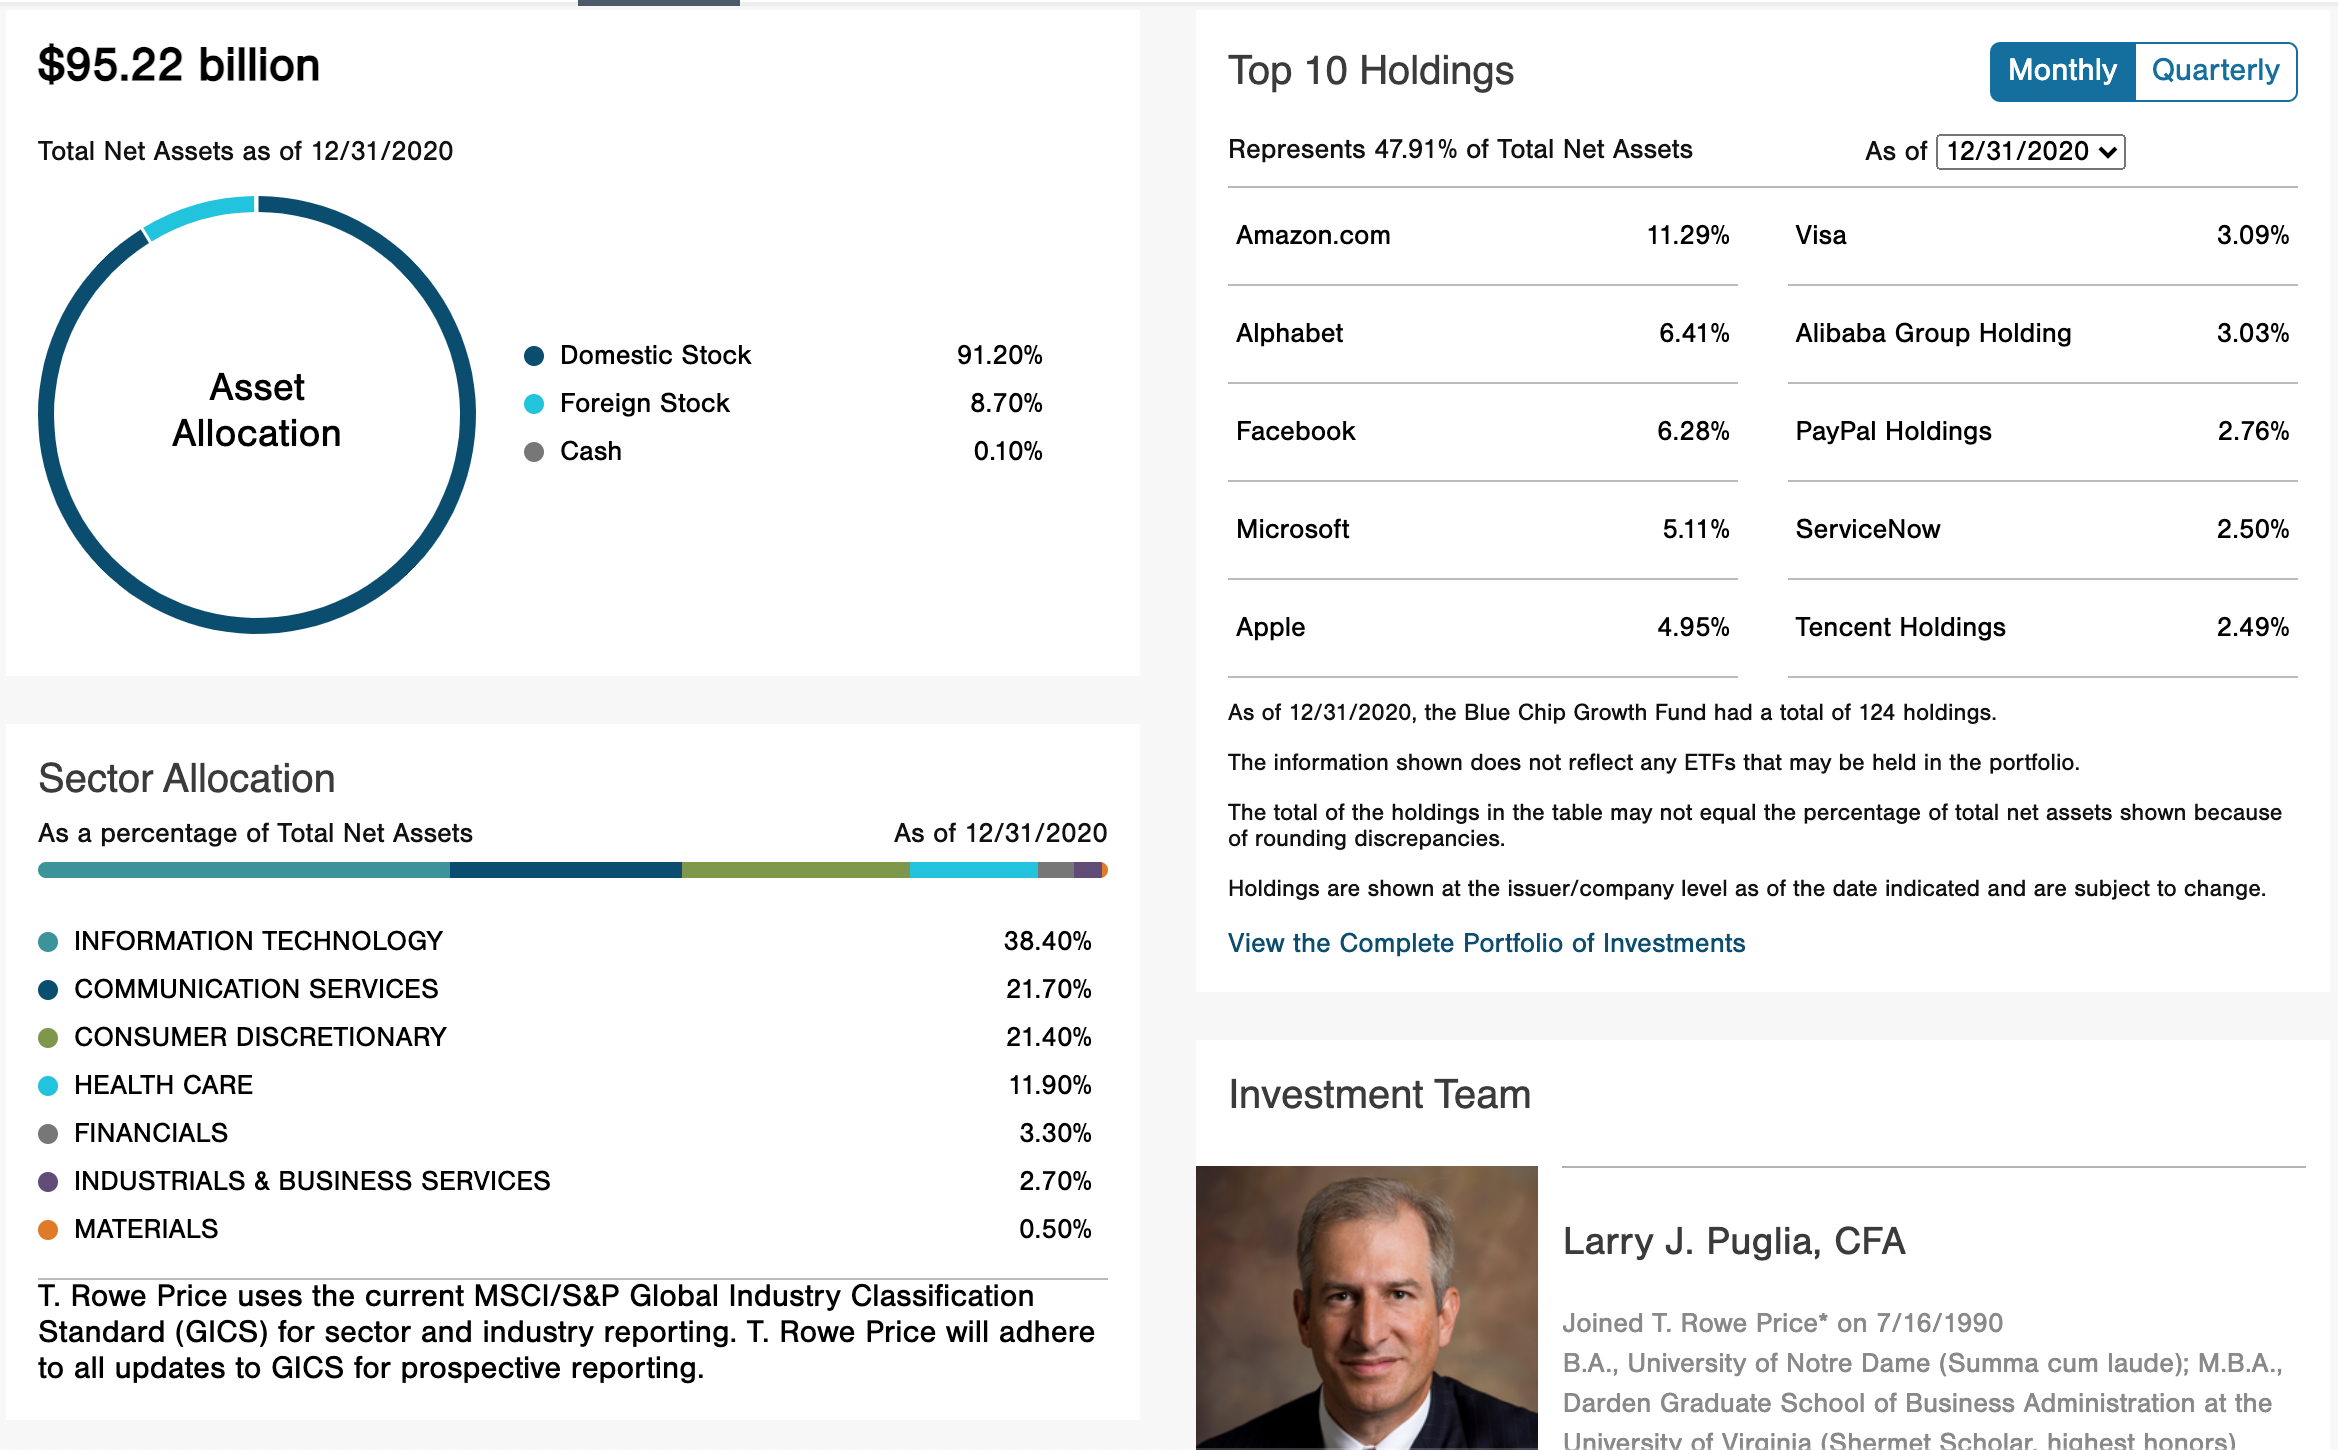 $95.22 billion
Total Net Assets as of 12/31/2020
Asset
Allocation
Domestic Stock 91.20%
Foreign Stock 8.70%
Cash 0.10%
Sector Allocation
As a percentage of Total Net Assets As of 12/31/2020
INFORMATION TECHNOLOGY 38.40%
COMMUNICATION SERVICES 21.70%
CONSUMER DISCRETIONARY 21.40%
HEALTH CARE 11.90%
FINANCIALS 3.30%
INDUSTRIALS & BUSINESS SERVICES 2.70%
MATERIALS 0.50%
T. Rowe Price uses the current MSCI/S&P Global Industry Classification
Standard (GICS) for sector and industry reporting. T. Rowe Price will adhere
to all updates to GICS for prospective reporting.
Top 10 Holdings Monthly Quarterly
Represents 47.91% of Total Net Assets As of 12/31/2020
Amazon.com 11.29% Visa 3.09%
Alphabet 6.41% Alibaba Group Holding 3.03%
Facebook 6.28% PayPal Holdings 2.76%
Microsoft 5.11% ServiceNow 2.50%
Apple 4.95% Tencent Holdings 2.49%
As of 12/31/2020, the Blue Chip Growth Fund had a total of 124 holdings.
The information shown does not reflect any ETFs that may be held in the portfolio.
The total of the holdings in the table may not equal the percentage of total net assets shown because
of rounding discrepancies.
Holdings are shown at the issuer/company level as of the date indicated and are subject to change.
View the Complete Portfolio of Investments
Investment Team
Larry J. Puglia, CFA
Joined T. Rowe Price* on 7/16/1990
B.A., University of Notre Dame (Summa cum laude); M.B.A.,
Darden Graduate School of Business Administration at the
University of Virginia (Shermet Scholar, highest honors)